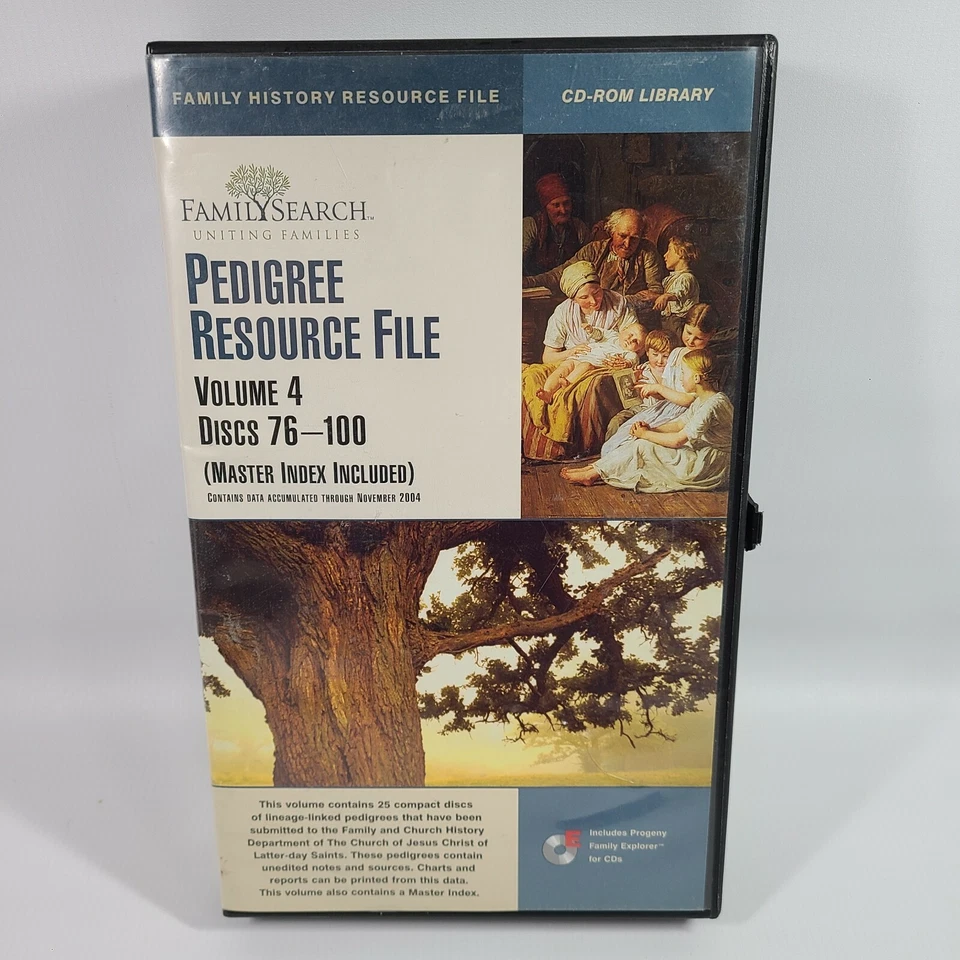 FAMILY HISTORY RESOURCE FILE
CD-ROM LIBRARY
FAMILYSEARCH™
UNITING FAMILIES
PEDIGREE
RESOURCE FILE
VOLUME 4
DISCS 76–100
(MASTER INDEX INCLUDED)
CONTAINS DATA ACCUMULATED THROUGH NOVEMBER 2004
This volume contains 25 compact discs
of lineage-linked pedigrees that have been
submitted to the Family and Church History
Department of The Church of Jesus Christ of
Latter-day Saints. These pedigrees contain
unedited notes and sources. Charts and
reports can be printed from this data.
This volume also contains a Master Index.
Includes Progeny
Family Explorer™
for CDs